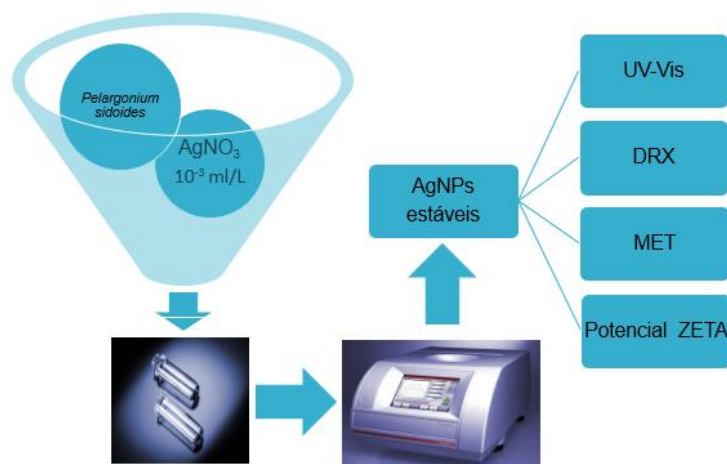 Pelargonium
sidoides
AgNO₃
10⁻³ ml/L
AgNPs
estáveis
UV-Vis
DRX
MET
Potencial ZETA